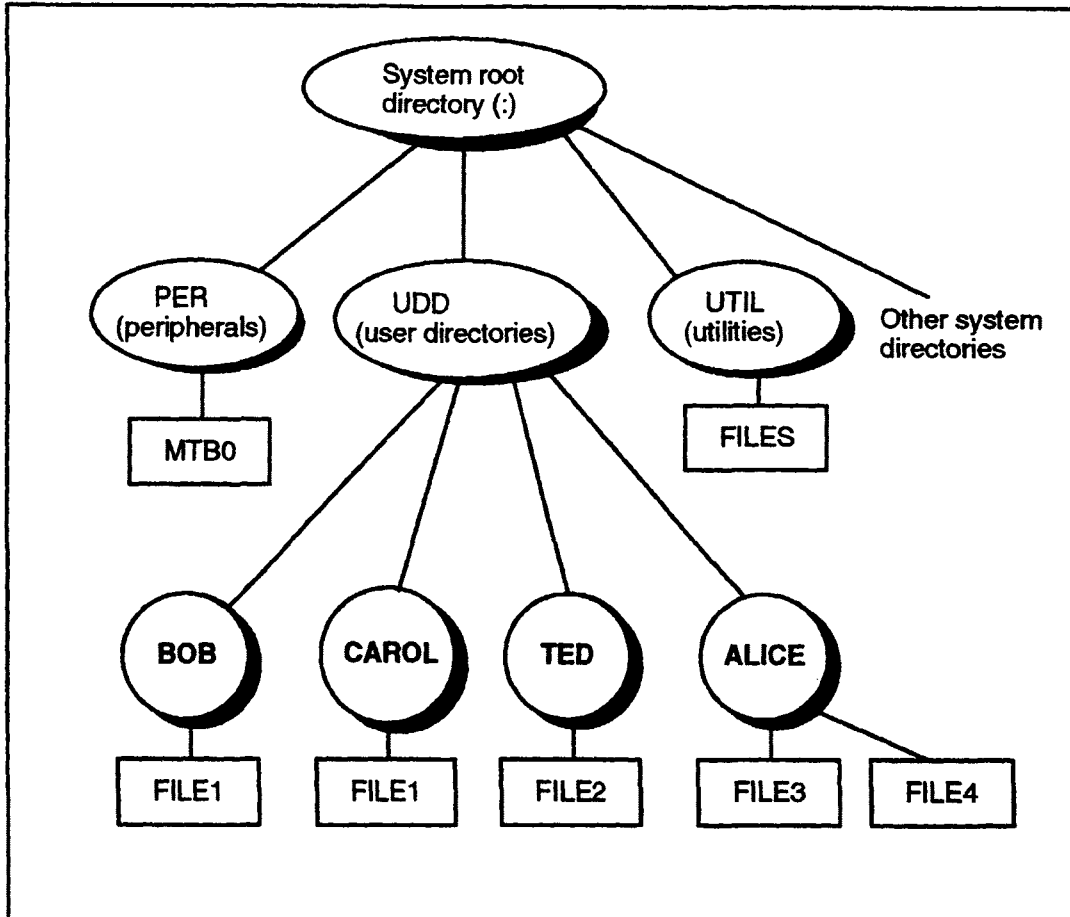 System root
directory (:)
PER
(peripherals)
UDD
(user directories)
UTIL
(utilities)
Other system
directories
MTB0
FILES
BOB
CAROL
TED
ALICE
FILE1
FILE1
FILE2
FILE3
FILE4